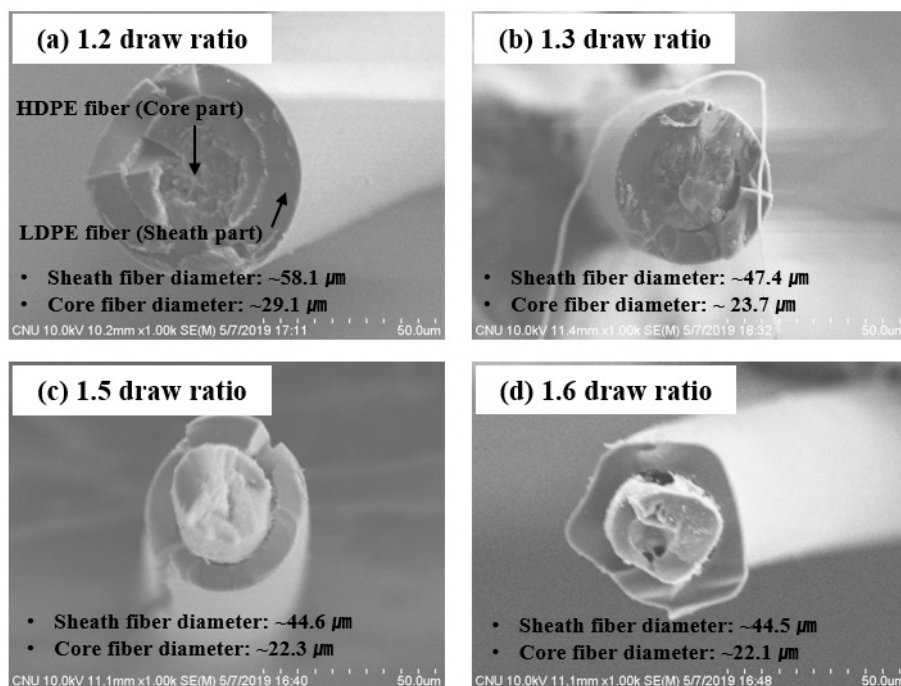 (a) 1.2 draw ratio
HDPE fiber (Core part)
LDPE fiber (Sheath part)
• Sheath fiber diameter: ~58.1 ㎛
• Core fiber diameter: ~29.1 ㎛
CNU 10.0kV 10.2mm x1.00k SE(M) 5/7/2019 17:11 50.0um
(b) 1.3 draw ratio
• Sheath fiber diameter: ~47.4 ㎛
• Core fiber diameter: ~ 23.7 ㎛
CNU 10.0kV 11.4mm x1.00k SE(M) 5/7/2019 18:32 50.0um
(c) 1.5 draw ratio
• Sheath fiber diameter: ~44.6 ㎛
• Core fiber diameter: ~22.3 ㎛
CNU 10.0kV 11.1mm x1.00k SE(M) 5/7/2019 16:40 50.0um
(d) 1.6 draw ratio
• Sheath fiber diameter: ~44.5 ㎛
• Core fiber diameter: ~22.1 ㎛
CNU 10.0kV 11.1mm x1.00k SE(M) 5/7/2019 16:48 50.0um